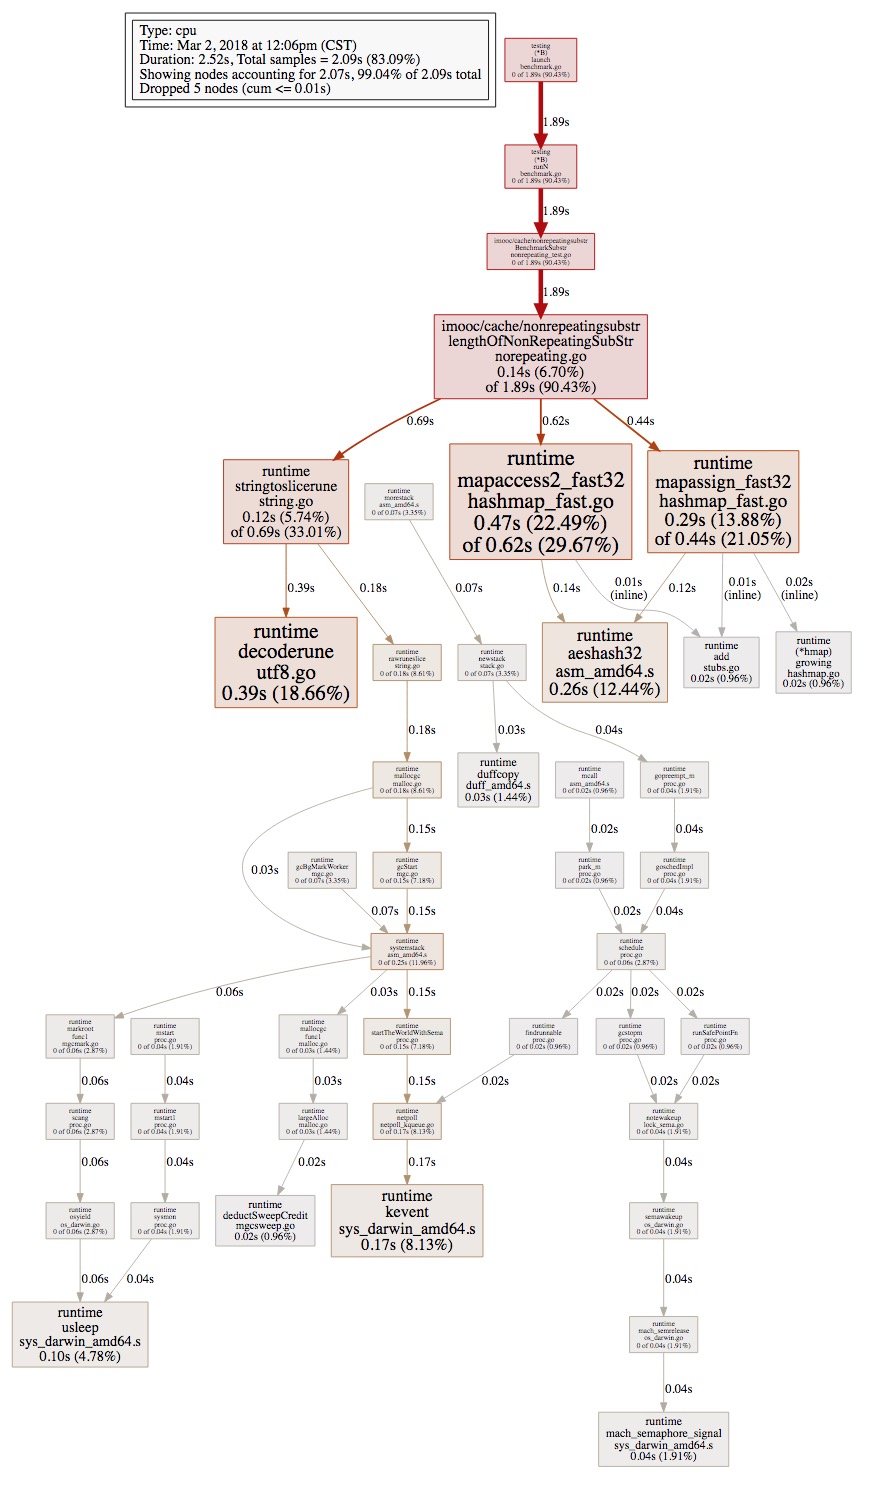 Type: cpu
Time: Mar 2, 2018 at 12:06pm (CST)
Duration: 2.52s, Total samples = 2.09s (83.09%)
Showing nodes accounting for 2.07s, 99.04% of 2.09s total
Dropped 5 nodes (cum <= 0.01s)
testing
(*B)
launch
benchmark.go
0 of 1.89s (90.43%)
1.89s
testing
(*B)
runN
benchmark.go
0 of 1.89s (90.43%)
1.89s
imooc/cache/nonrepeatingsubstr
BenchmarkSubstr
nonrepeating_test.go
0 of 1.89s (90.43%)
1.89s
imooc/cache/nonrepeatingsubstr
lengthOfNonRepeatingSubStr
norepeating.go
0.14s (6.70%)
of 1.89s (90.43%)
0.69s
0.62s
0.44s
runtime
stringtoslicerune
string.go
0.12s (5.74%)
of 0.69s (33.01%)
runtime
morestack
asm_amd64.s
0 of 0.07s (3.35%)
runtime
mapaccess2_fast32
hashmap_fast.go
0.47s (22.49%)
of 0.62s (29.67%)
runtime
mapassign_fast32
hashmap_fast.go
0.29s (13.88%)
of 0.44s (21.05%)
0.39s
0.18s
0.07s
0.14s
0.01s
(inline)
0.12s
0.01s
(inline)
0.02s
(inline)
runtime
decoderune
utf8.go
0.39s (18.66%)
runtime
rawruneslice
string.go
0 of 0.18s (8.61%)
runtime
newstack
stack.go
0 of 0.07s (3.35%)
runtime
aeshash32
asm_amd64.s
0.26s (12.44%)
runtime
add
stubs.go
0.02s (0.96%)
runtime
(*hmap)
growing
hashmap.go
0.02s (0.96%)
0.18s
0.03s
0.04s
runtime
mallocgc
malloc.go
0 of 0.18s (8.61%)
runtime
duffcopy
duff_amd64.s
0.03s (1.44%)
runtime
mcall
asm_amd64.s
0 of 0.02s (0.96%)
runtime
gopreempt_m
proc.go
0 of 0.04s (1.91%)
0.15s
0.02s
0.04s
0.03s
runtime
gcBgMarkWorker
mgc.go
0 of 0.07s (3.35%)
runtime
gcStart
mgc.go
0 of 0.15s (7.18%)
runtime
park_m
proc.go
0 of 0.02s (0.96%)
runtime
goschedImpl
proc.go
0 of 0.04s (1.91%)
0.07s
0.15s
0.02s
0.04s
runtime
systemstack
asm_amd64.s
0 of 0.25s (11.96%)
runtime
schedule
proc.go
0 of 0.06s (2.87%)
0.06s
0.03s
0.15s
0.02s
0.02s
0.02s
runtime
markroot
func1
mgcmark.go
0 of 0.06s (2.87%)
runtime
mstart
proc.go
0 of 0.04s (1.91%)
runtime
mallocgc
func1
malloc.go
0 of 0.03s (1.44%)
runtime
startTheWorldWithSema
proc.go
0 of 0.15s (7.18%)
runtime
findrunnable
proc.go
0 of 0.02s (0.96%)
runtime
gcstopm
proc.go
0 of 0.02s (0.96%)
runtime
runSafePointFn
proc.go
0 of 0.02s (0.96%)
0.06s
0.04s
0.03s
0.15s
0.02s
0.02s
0.02s
runtime
scang
proc.go
0 of 0.06s (2.87%)
runtime
mstart1
proc.go
0 of 0.04s (1.91%)
runtime
largeAlloc
malloc.go
0 of 0.03s (1.44%)
runtime
netpoll
netpoll_kqueue.go
0 of 0.17s (8.13%)
runtime
notewakeup
lock_sema.go
0 of 0.04s (1.91%)
0.06s
0.04s
0.02s
0.17s
0.04s
runtime
osyield
os_darwin.go
0 of 0.06s (2.87%)
runtime
sysmon
proc.go
0 of 0.04s (1.91%)
runtime
deductSweepCredit
mgcsweep.go
0.02s (0.96%)
runtime
kevent
sys_darwin_amd64.s
0.17s (8.13%)
runtime
semawakeup
os_darwin.go
0 of 0.04s (1.91%)
0.06s
0.04s
0.04s
runtime
usleep
sys_darwin_amd64.s
0.10s (4.78%)
runtime
mach_semrelease
os_darwin.go
0 of 0.04s (1.91%)
0.04s
runtime
mach_semaphore_signal
sys_darwin_amd64.s
0.04s (1.91%)